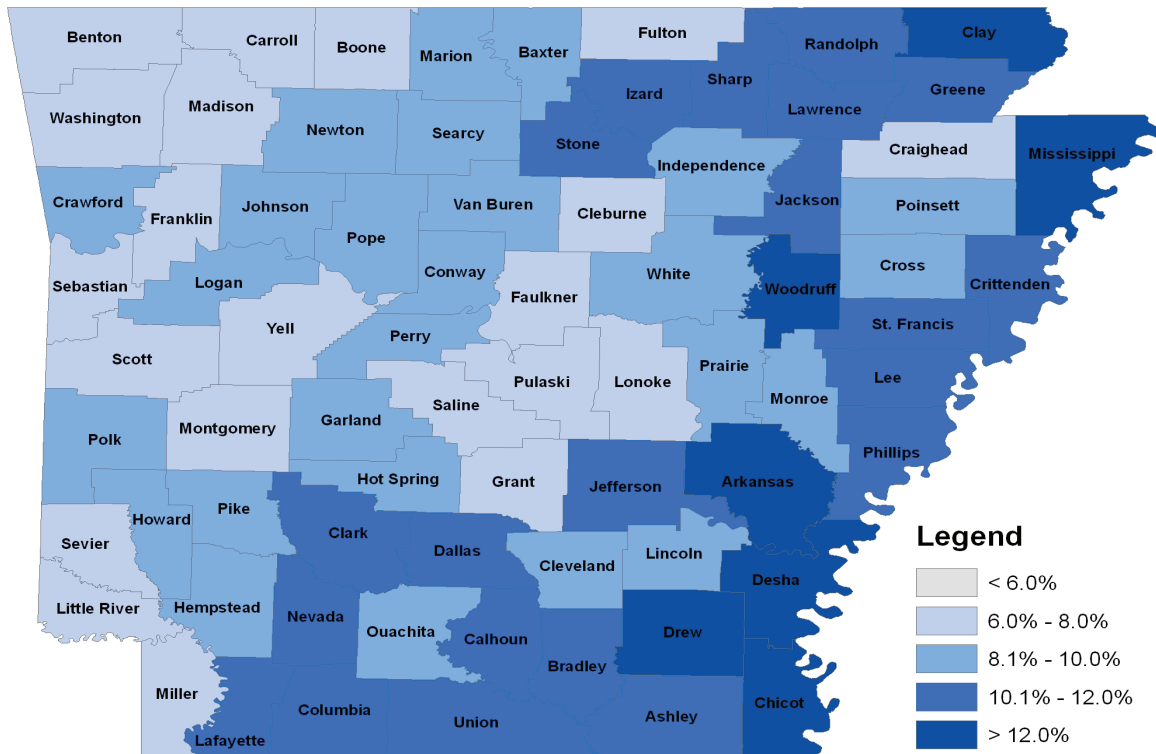 Benton
Carroll
Boone
Marion
Baxter
Fulton
Randolph
Clay
Sharp
Izard
Greene
Lawrence
Madison
Washington
Newton
Searcy
Stone
Independence
Craighead
Mississippi
Crawford
Franklin
Johnson
Van Buren
Cleburne
Jackson
Poinsett
Pope
Conway
White
Cross
Sebastian
Logan
Faulkner
Woodruff
Crittenden
Yell
Perry
St. Francis
Scott
Pulaski
Lonoke
Prairie
Lee
Saline
Monroe
Polk
Montgomery
Garland
Phillips
Hot Spring
Grant
Jefferson
Arkansas
Pike
Howard
Clark
Sevier
Dallas
Lincoln
Cleveland
Desha
Little River
Hempstead
Nevada
Ouachita
Calhoun
Drew
Bradley
Miller
Chicot
Columbia
Union
Ashley
Lafayette
Legend
< 6.0%
6.0% - 8.0%
8.1% - 10.0%
10.1% - 12.0%
> 12.0%